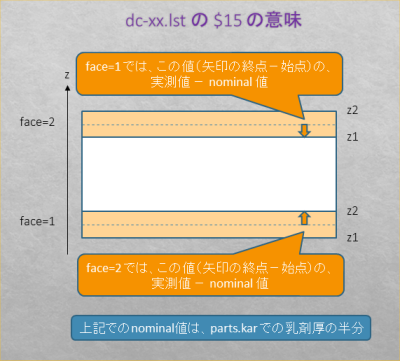 dc-xx.lst の $15 の意味
face=1では、この値（矢印の終点－始点）の、
実測値－ nominal 値
z
face=2
z2
z1
face=1
z2
z1
face=2では、この値（矢印の終点－始点）の、
実測値 － nominal 値
上記でのnominal値は、parts.karでの乳剤厚の半分